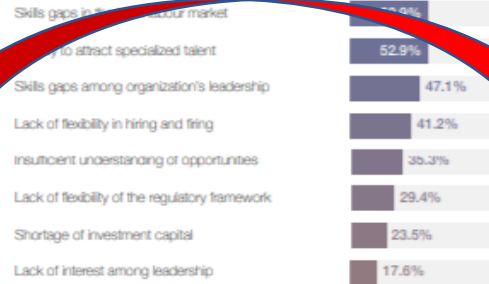 Skills gaps in labour market
Inability to attract specialized talent 52.9%
Skills gaps among organization's leadership 47.1%
Lack of flexibility in hiring and firing 41.2%
Insufficient understanding of opportunities 35.3%
Lack of flexibility of the regulatory framework 29.4%
Shortage of investment capital 23.5%
Lack of interest among leadership 17.6%